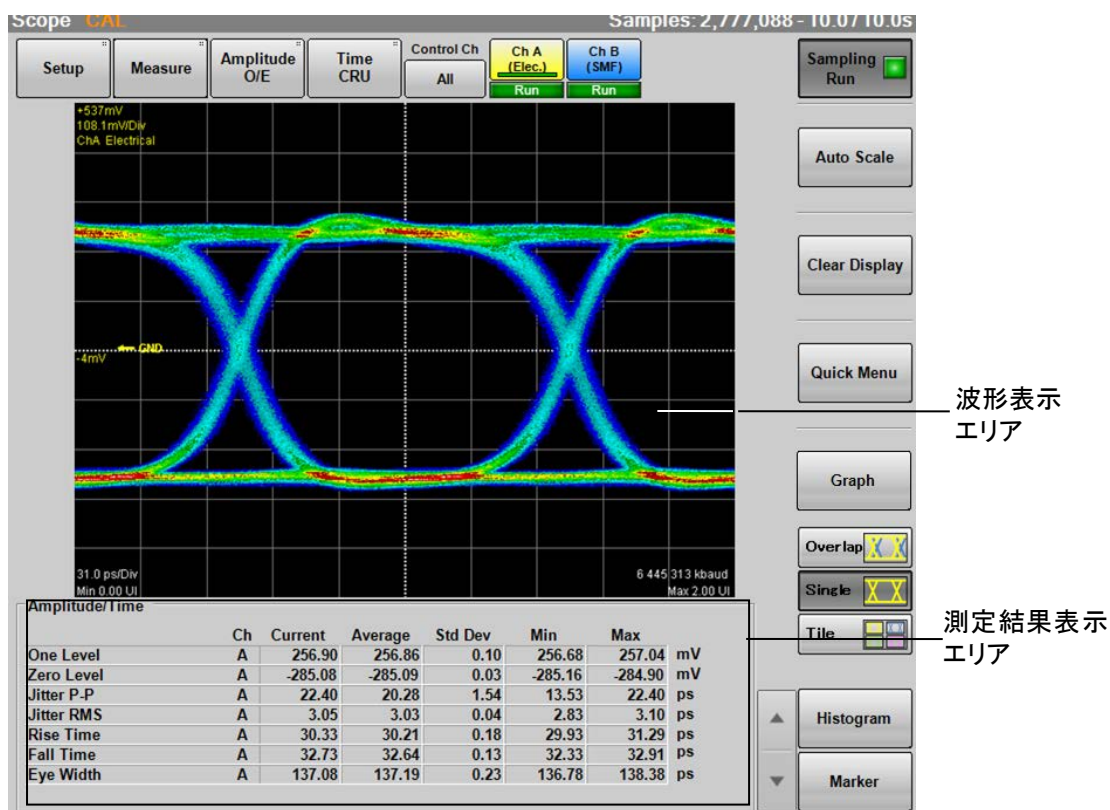 Scope CAL Samples: 2,777,088 - 10.0 / 10.0s
Setup
Measure
Amplitude
O/E
Time
CRU
Control Ch
All
Ch A
(Elec.)
Run
Ch B
(SMF)
Run
Sampling
Run
+537mV
108.1mV/Div
ChA Electrical
Auto Scale
Clear Display
-4mV
GND
Quick Menu
波形表示
エリア
Graph
31.0 ps/Div
Min 0.00 UI
6 445 313 kbaud
Max 2.00 UI
Overlap
Single
Tile
測定結果表示
エリア
Amplitude/Time
Ch Current Average Std Dev Min Max
One Level A 256.90 256.86 0.10 256.68 257.04 mV
Zero Level A -285.08 -285.09 0.03 -285.16 -284.90 mV
Jitter P-P A 22.40 20.28 1.54 13.53 22.40 ps
Jitter RMS A 3.05 3.03 0.04 2.83 3.10 ps
Rise Time A 30.33 30.21 0.18 29.93 31.29 ps
Fall Time A 32.73 32.64 0.13 32.33 32.91 ps
Eye Width A 137.08 137.19 0.23 136.78 138.38 ps
Histogram
Marker